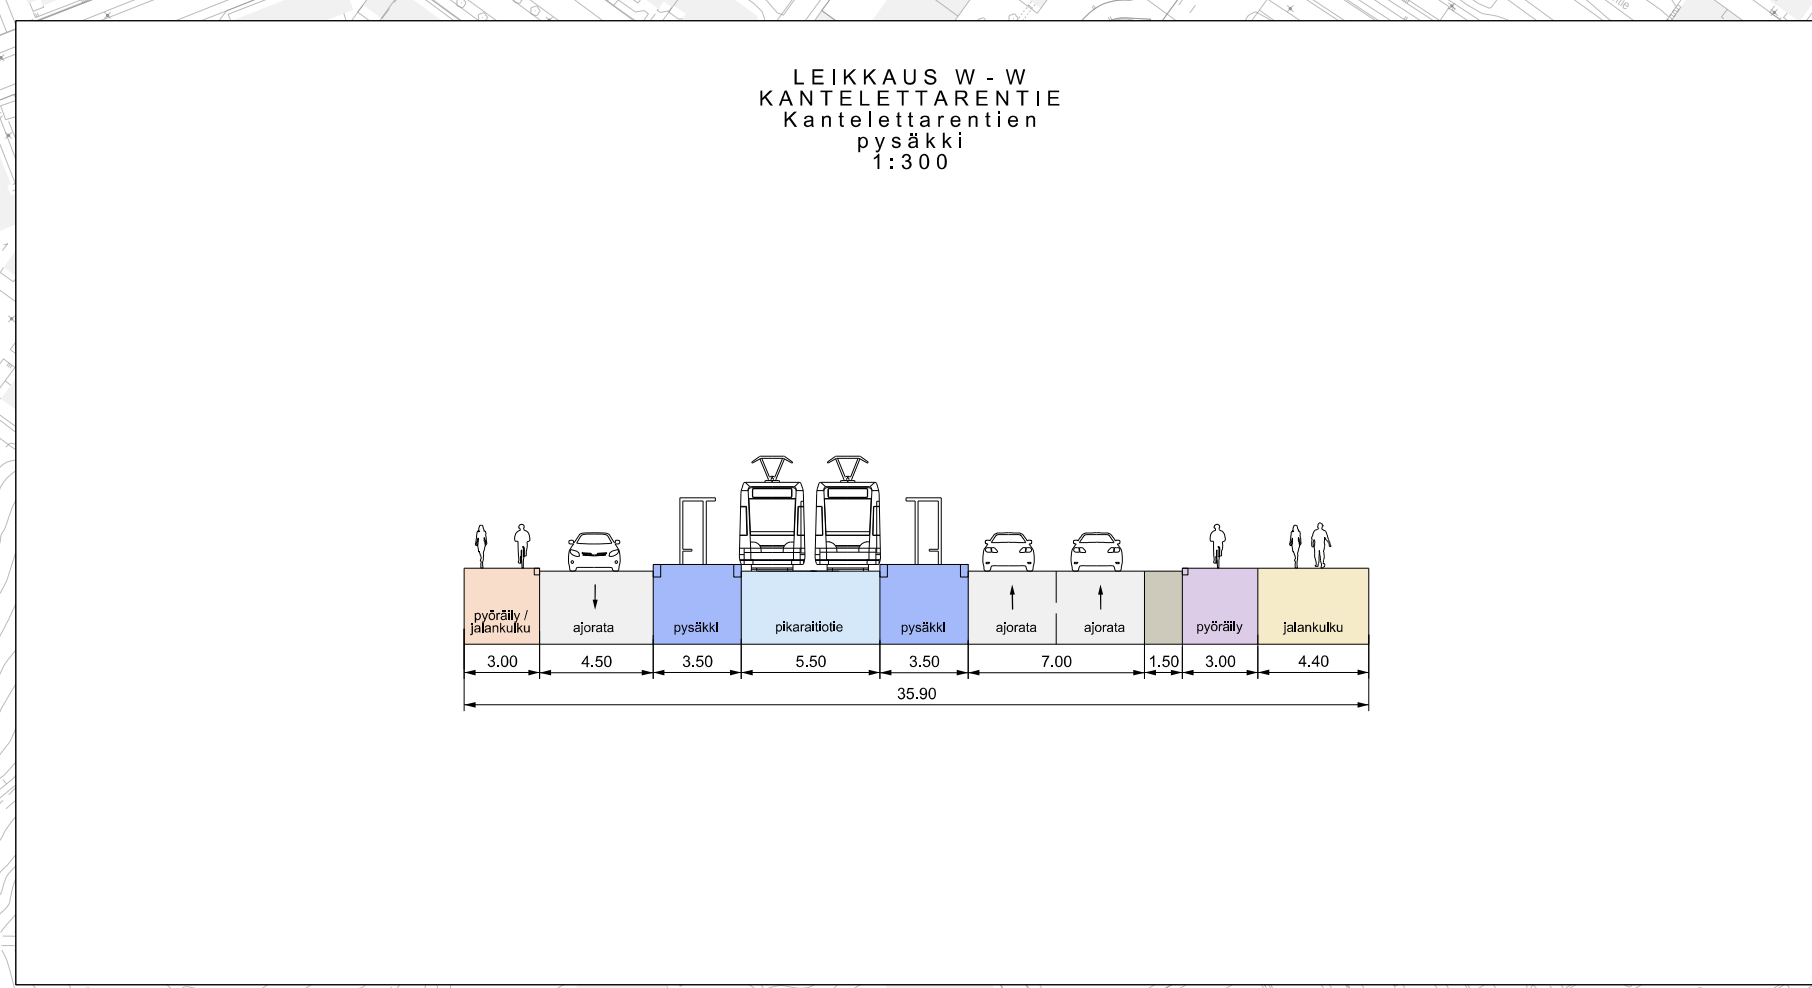 LEIKKAUS W - W
KANTELETTARENTIE
Kantelettarentien
pysäkki
1:300
pyöräily /
jalankulku
ajorata
pysäkki
pikaraitiotie
pysäkki
ajorata
ajorata
pyöräily
jalankulku
3.00
4.50
3.50
5.50
3.50
7.00
1.50
3.00
4.40
35.90